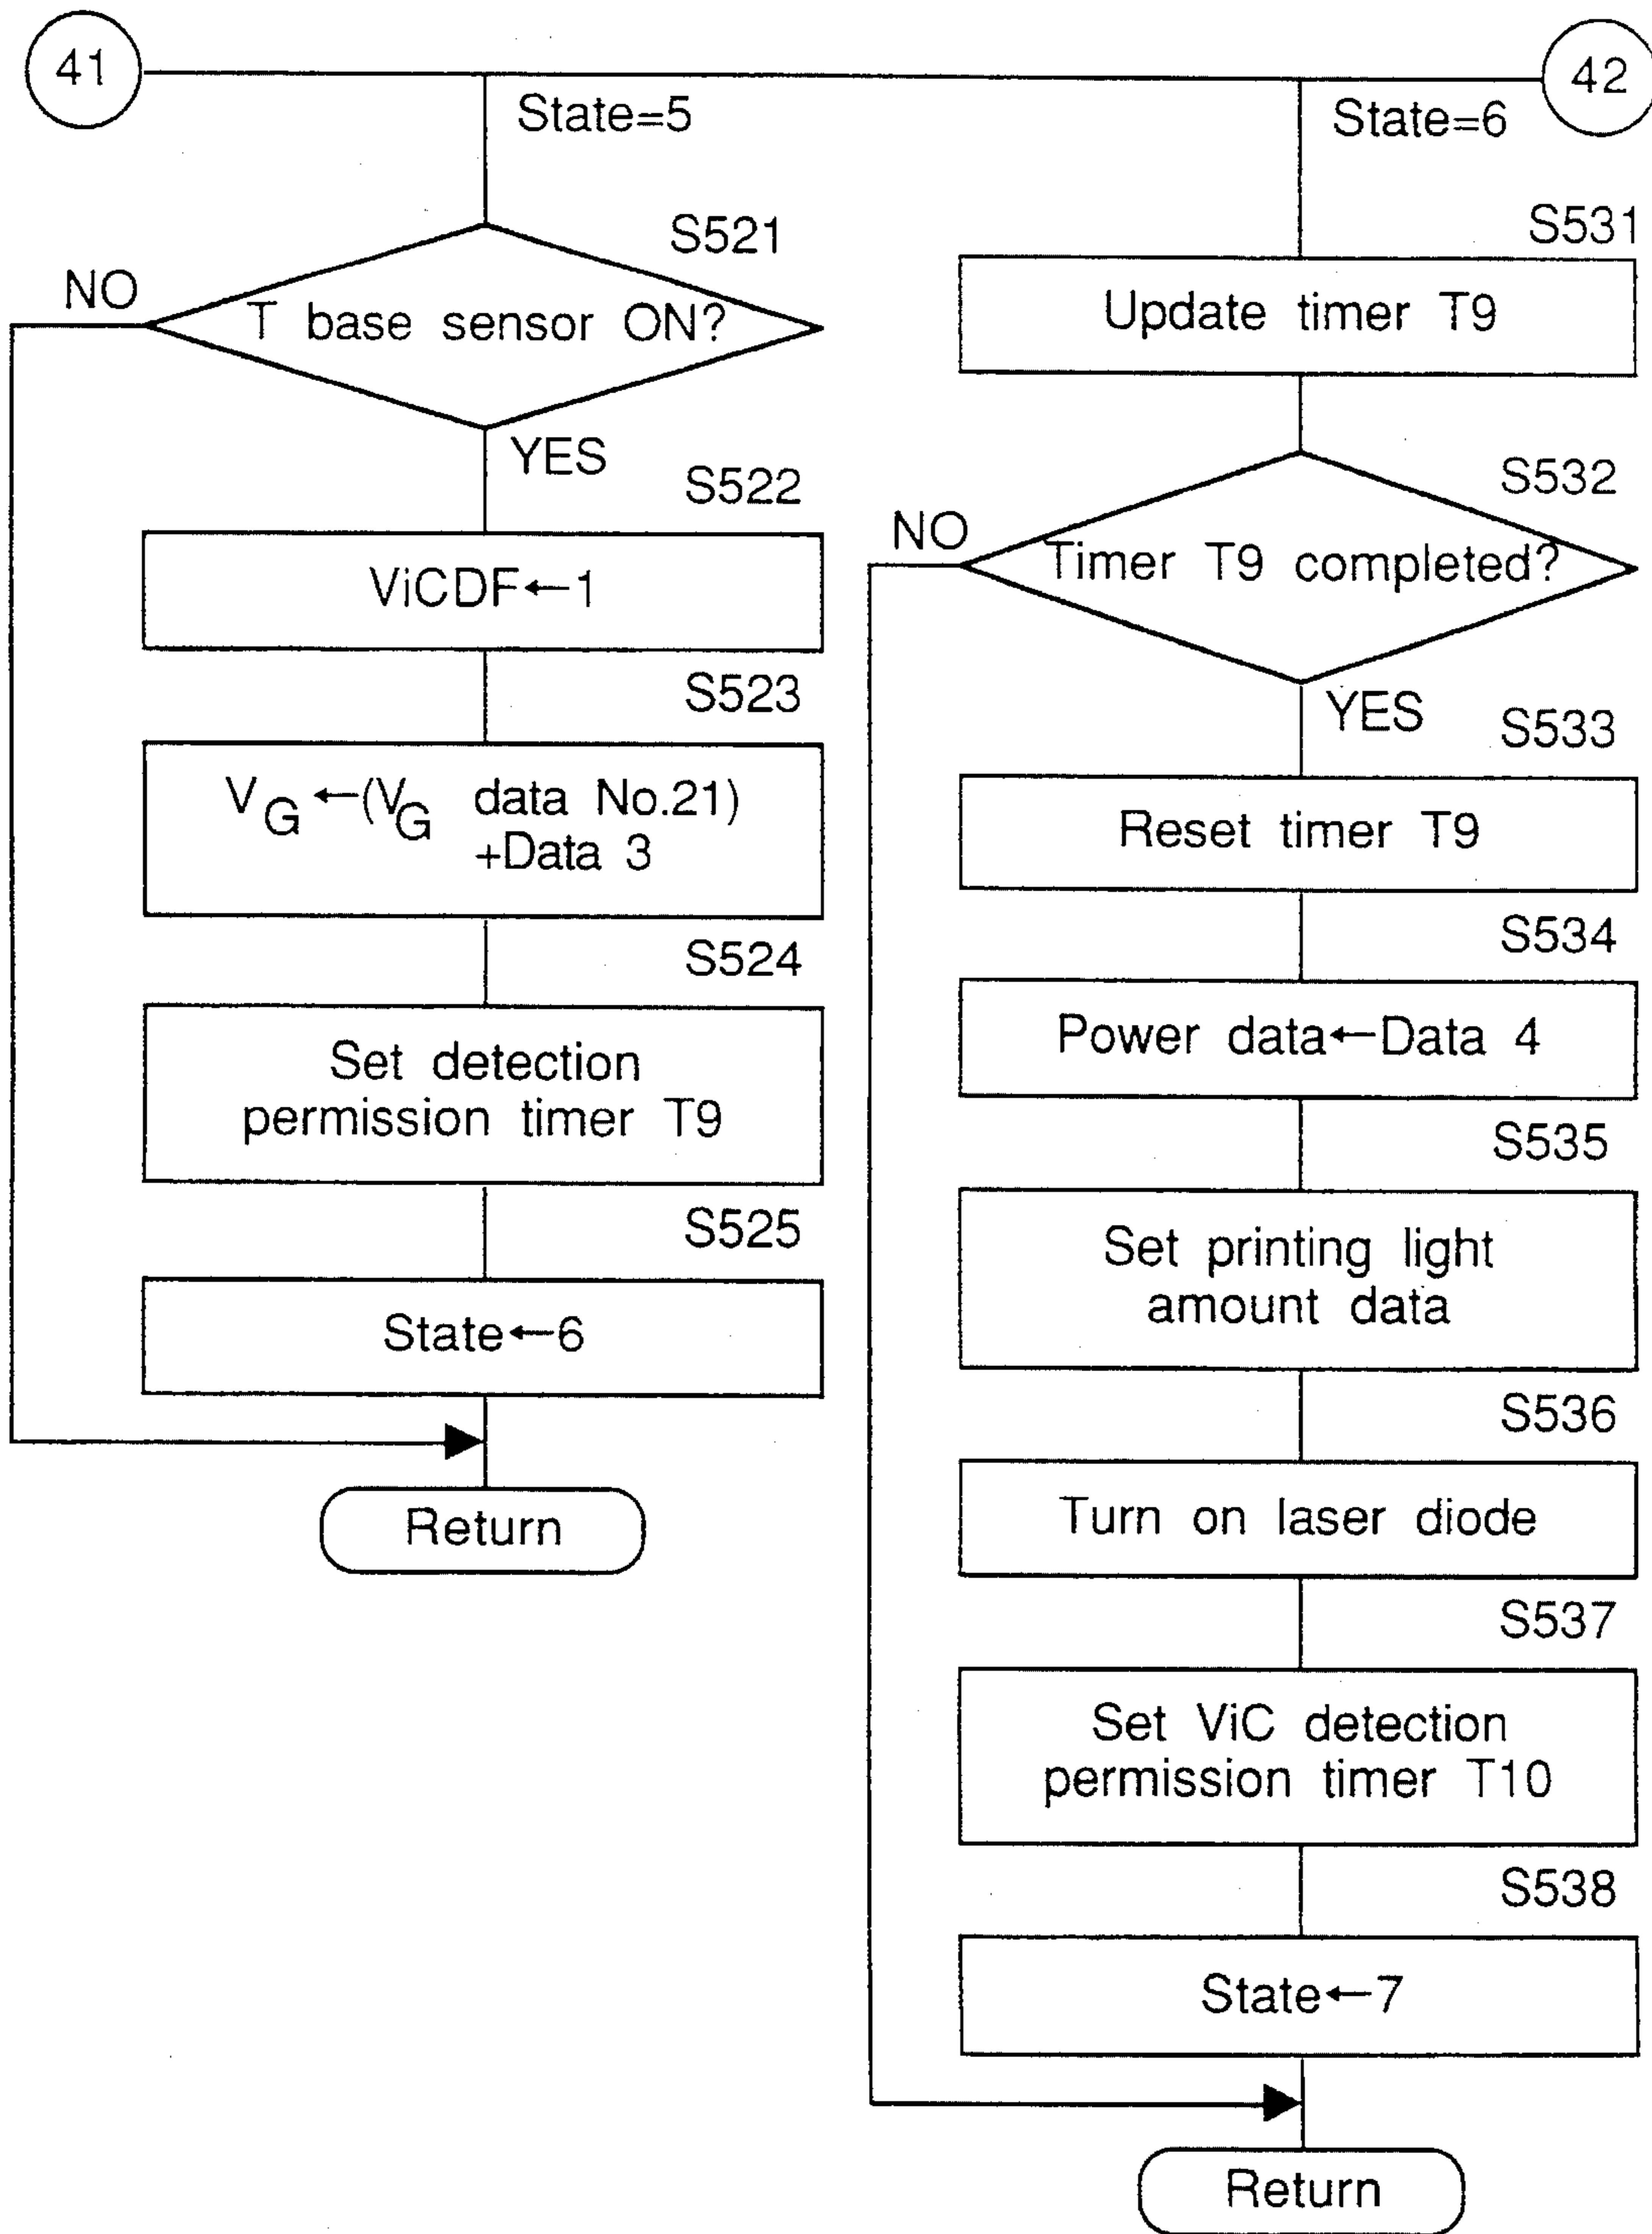 41
42
State=5
S521
NO
T base sensor ON?
YES
S522
ViCDF←1
S523
VG←(VG data No.21)
+Data 3
S524
Set detection
permission timer T9
S525
State←6
Return
State=6
S531
Update timer T9
S532
NO
Timer T9 completed?
YES
S533
Reset timer T9
S534
Power data←Data 4
S535
Set printing light
amount data
S536
Turn on laser diode
S537
Set ViC detection
permission timer T10
S538
State←7
Return